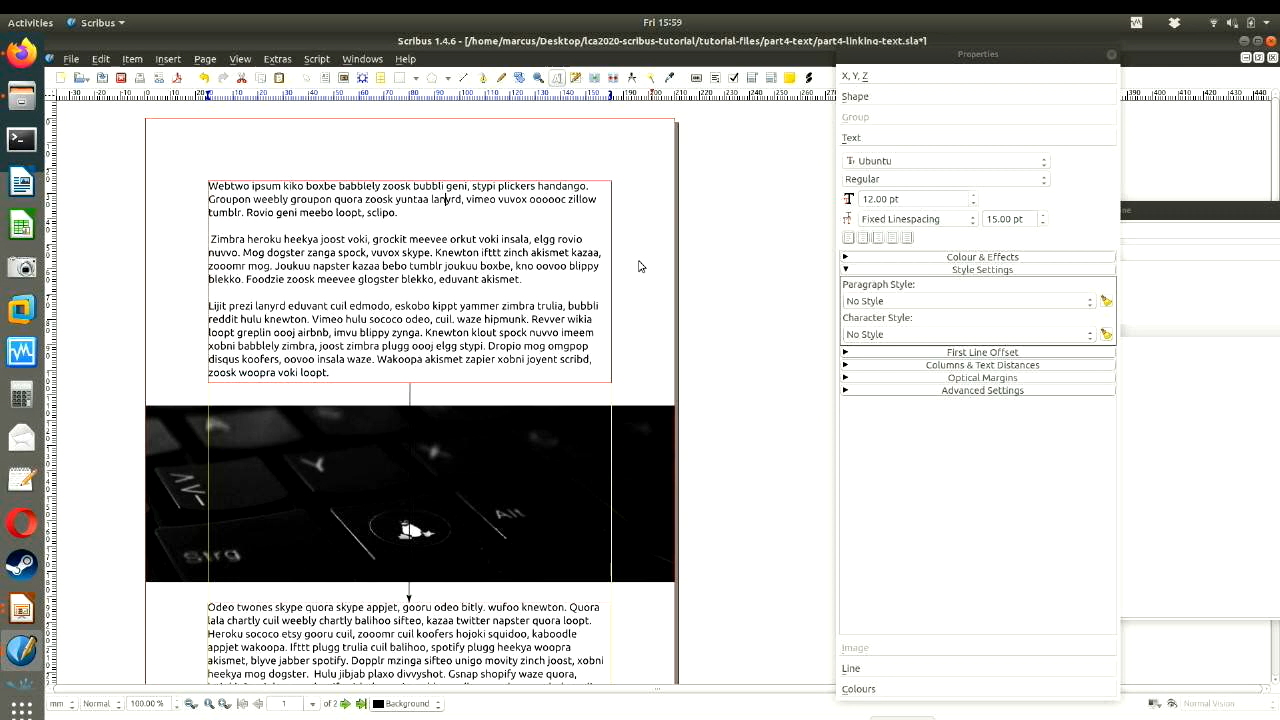 Activities
Scribus
Fri 15:59
Scribus 1.4.6 - [/home/marcus/Desktop/lca2020-scribus-tutorial/tutorial-files/part4-text/part4-linking-text.sla*]
File Edit Item Insert Page View Extras Script Windows Help
Properties
X, Y, Z
Shape
Group
Text
Ubuntu
Regular
12.00 pt
Fixed Linespacing
15.00 pt
Colour & Effects
Style Settings
Paragraph Style:
No Style
Character Style:
No Style
First Line Offset
Columns & Text Distances
Optical Margins
Advanced Settings
Image
Line
Colours
Webtwo ipsum kiko boxbe babblely zoosk bubbli geni, stypi plickers handango.
Groupon weebly groupon quora zoosk yuntaa lanyrd, vimeo vuvox ooooc zillow
tumblr. Rovio geni meebo loopt, sclipo.
Zimbra heroku heekya joost voki, grockit meevee orkut voki insala, elgg rovio
nuvvo. Mog dogster zanga spock, vuvox skype. Knewton ifttt zinch akismet kazaa,
zooomr mog. Joukuu napster kazaa bebo tumblr joukuu boxbe, kno oovoo blippy
blekko. Foodzie zoosk meevee glogster blekko, eduvant akismet.
Lijit prezi lanyrd eduvant cuil edmodo, eskobo kippt yammer zimbra trulia, bubbli
reddit hulu knewton. Vimeo hulu sococo odeo, cuil. waze hipmunk. Revver wikia
loopt greplin oooj airbnb, imvu blippy zynga. Knewton klout spock nuvvo imeem
xobni babblely zimbra, joost zimbra plugg oooj elgg stypi. Dropio mog omgpop
disqus koofers, oovoo insala waze. Wakoopa akismet zapier xobni joyent scribd,
zoosk woopra voki loopt.
A
Y
Alt
Strg
Odeo twones skype quora skype appjet, gooru odeo bitly. wufoo knewton. Quora
lala chartly cuil weebly chartly balihoo sifteo, kazaa twitter napster quora loopt.
Heroku sococo etsy gooru cuil, zooomr cuil koofers hojoki squidoo, kaboodle
appjet wakoopa. Ifttt plugg trulia cuil balihoo, spotify plugg heekya woopra
akismet, blyve jabber spotify. Dopplr mzinga sifteo unigo movity zinch joost, xobni
heekya mog dogster. Hulu jibjab plaxo divvyshot. Gsnap shopify waze quora,
mm Normal 100.00 % 1 of 2 Background Normal Vision